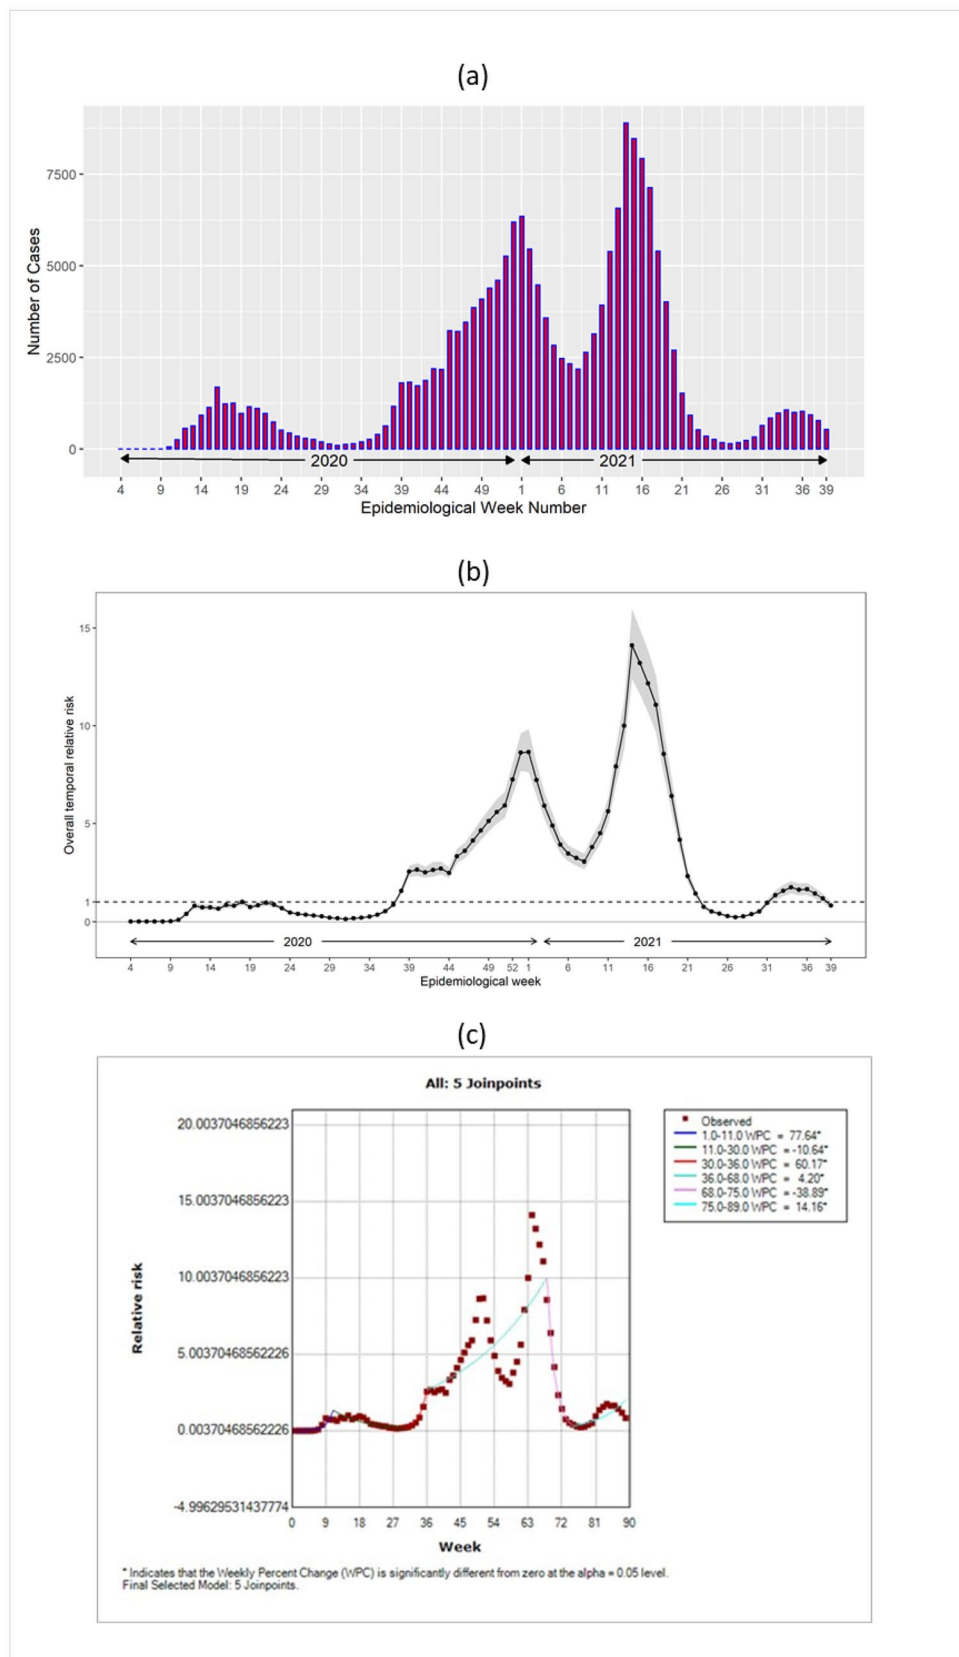 (a)
7500
5000
2500
0
Number of Cases
2020 2021
4 9 14 19 24 29 34 39 44 49 1 6 11 16 21 26 31 36 39
Epidemiological Week Number
(b)
15
10
5
1
0
Overall temporal relative risk
2020 2021
4 9 14 19 24 29 34 39 44 49 52 1 6 11 16 21 26 31 36 39
Epidemiological week
(c)
All: 5 Joinpoints
20.0037046856223
15.0037046856223
10.0037046856223
5.00370468562226
0.00370468562226
-4.99629531437774
Relative risk
0 9 18 27 36 45 54 63 72 81 90
Week
Observed
1.0-11.0 WPC = 77.64*
11.0-30.0 WPC = -10.64*
30.0-36.0 WPC = 60.17*
36.0-68.0 WPC = 4.20*
68.0-75.0 WPC = -38.89*
75.0-89.0 WPC = 14.16*
* Indicates that the Weekly Percent Change (WPC) is significantly different from zero at the alpha = 0.05 level.
Final Selected Model: 5 Joinpoints.